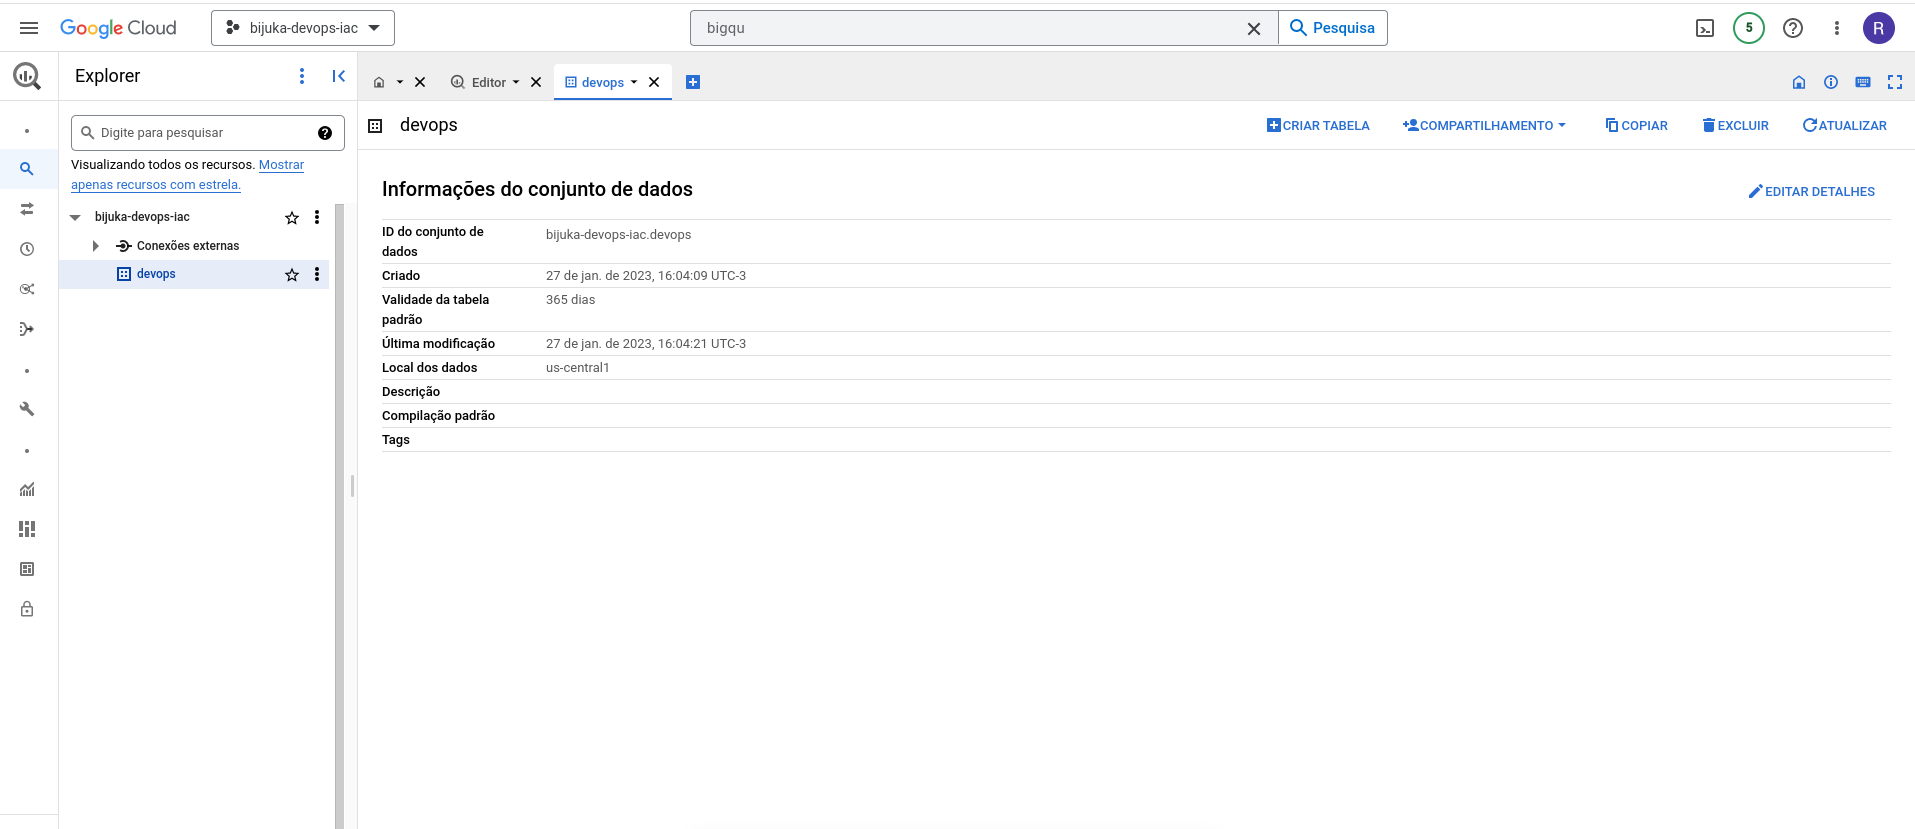 Google Cloud
bijuka-devops-iac
bigqu
Pesquisa
5
R
Explorer
Editor
devops
Digite para pesquisar
Visualizando todos os recursos. Mostrar
apenas recursos com estrela.
bijuka-devops-iac
Conexões externas
devops
devops
CRIAR TABELA
COMPARTILHAMENTO
COPIAR
EXCLUIR
ATUALIZAR
Informações do conjunto de dados
EDITAR DETALHES
ID do conjunto de
dados
bijuka-devops-iac.devops
Criado
27 de jan. de 2023, 16:04:09 UTC-3
Validade da tabela
padrão
365 dias
Última modificação
27 de jan. de 2023, 16:04:21 UTC-3
Local dos dados
us-central1
Descrição
Compilação padrão
Tags